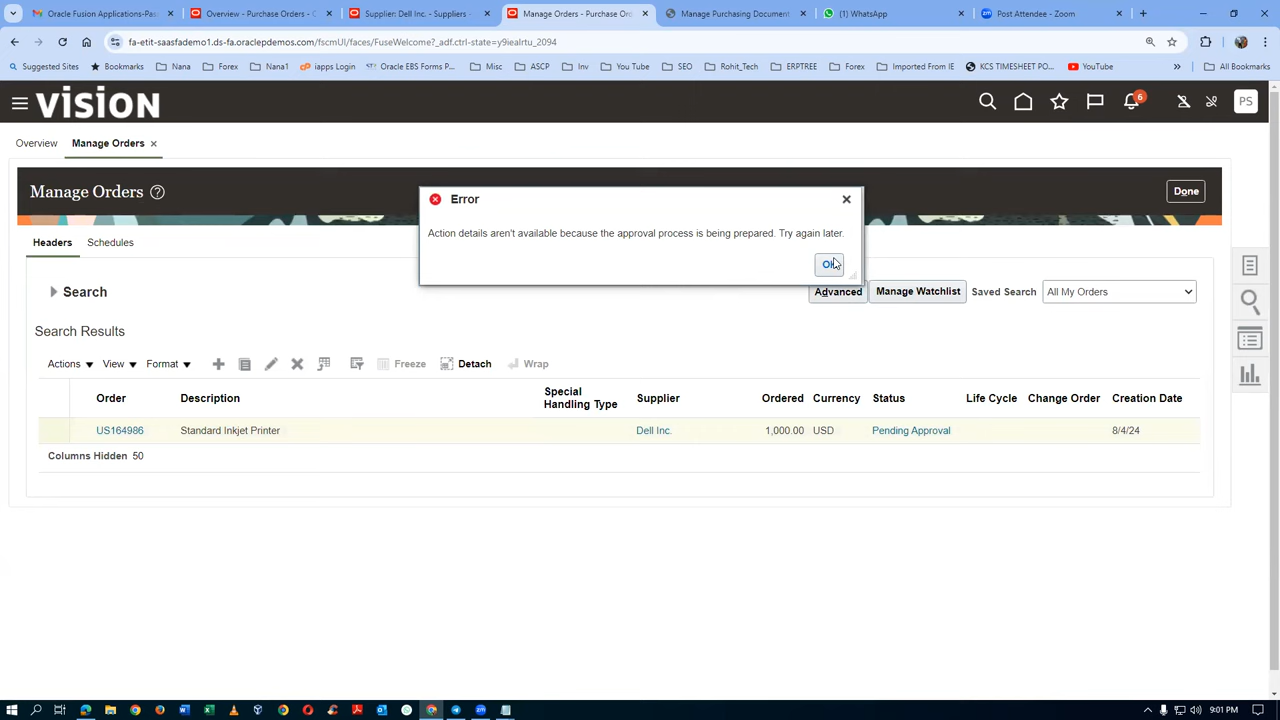 Oracle Fusion Applications-Pas
Overview - Purchase Orders - O
Supplier: Dell Inc. - Suppliers -
Manage Orders - Purchase Ord
Manage Purchasing Document
(1) WhatsApp
Post Attendee - Zoom
fa-etit-saasfademo1.ds-fa.oraclepdemos.com/fscmUI/faces/FuseWelcome?_adf.ctrl-state=y9iealrtu_2094
Suggested Sites
Bookmarks
Nana
Forex
Nana1
iapps Login
Oracle EBS Forms P...
Misc
ASCP
Inv
You Tube
SEO
Rohit_Tech
ERPTREE
Forex
Imported From IE
KCS TIMESHEET PO...
YouTube
All Bookmarks
VISION
6
PS
Overview
Manage Orders
Manage Orders
Done
Error
Action details aren't available because the approval process is being prepared. Try again later.
OK
Headers
Schedules
Search
Advanced
Manage Watchlist
Saved Search
All My Orders
Search Results
Actions
View
Format
Freeze
Detach
Wrap
Order
Description
Special
Handling Type
Supplier
Ordered
Currency
Status
Life Cycle
Change Order
Creation Date
US164986
Standard Inkjet Printer
Dell Inc.
1,000.00
USD
Pending Approval
8/4/24
Columns Hidden 50
9:01 PM